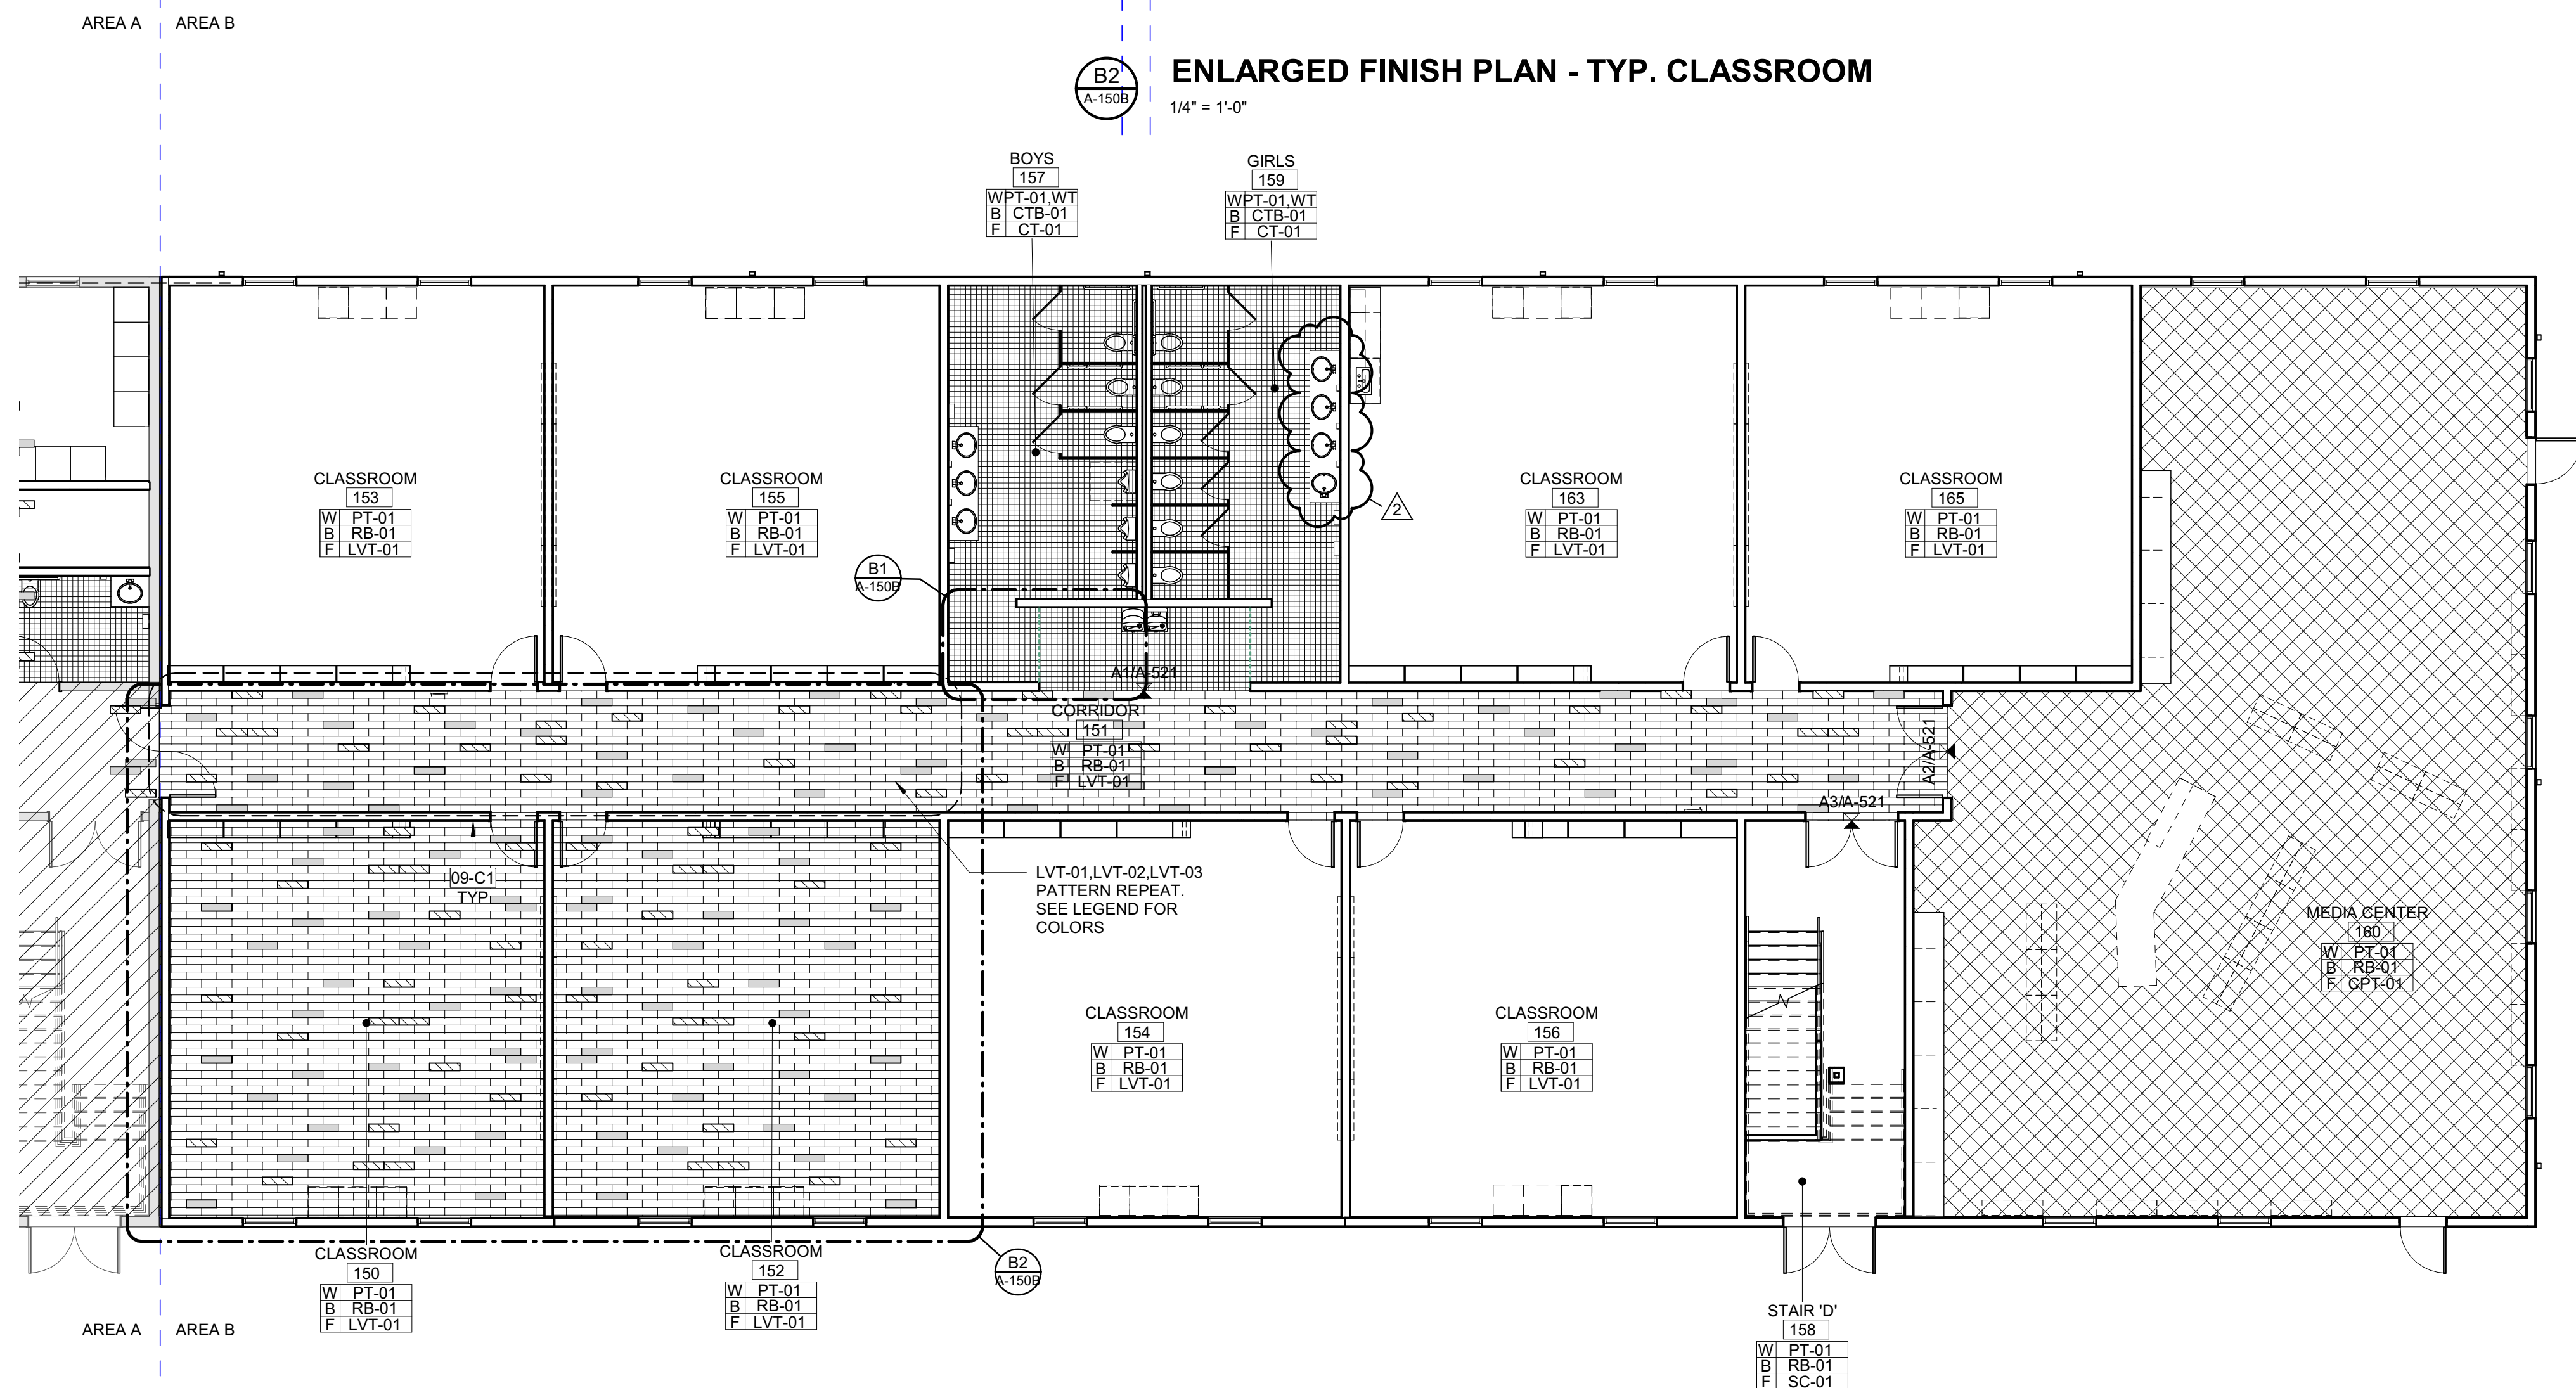 AREA A
AREA B
B2
A-150B
ENLARGED FINISH PLAN - TYP. CLASSROOM
1/4" = 1'-0"
BOYS
157
W PT-01,WT
B CTB-01
F CT-01
GIRLS
159
W PT-01,WT
B CTB-01
F CT-01
CLASSROOM
153
W PT-01
B RB-01
F LVT-01
CLASSROOM
155
W PT-01
B RB-01
F LVT-01
CLASSROOM
163
W PT-01
B RB-01
F LVT-01
CLASSROOM
165
W PT-01
B RB-01
F LVT-01
2
B1
A-150B
A1/A-521
CORRIDOR
151
W PT-01
B RB-01
F LVT-01
A2/A-521
A3/A-521
09-C1
TYP
LVT-01,LVT-02,LVT-03
PATTERN REPEAT.
SEE LEGEND FOR
COLORS
MEDIA CENTER
160
W PT-01
B RB-01
F CPT-01
CLASSROOM
154
W PT-01
B RB-01
F LVT-01
CLASSROOM
156
W PT-01
B RB-01
F LVT-01
CLASSROOM
150
W PT-01
B RB-01
F LVT-01
CLASSROOM
152
W PT-01
B RB-01
F LVT-01
B2
A-150B
STAIR 'D'
158
W PT-01
B RB-01
F SC-01
AREA A
AREA B